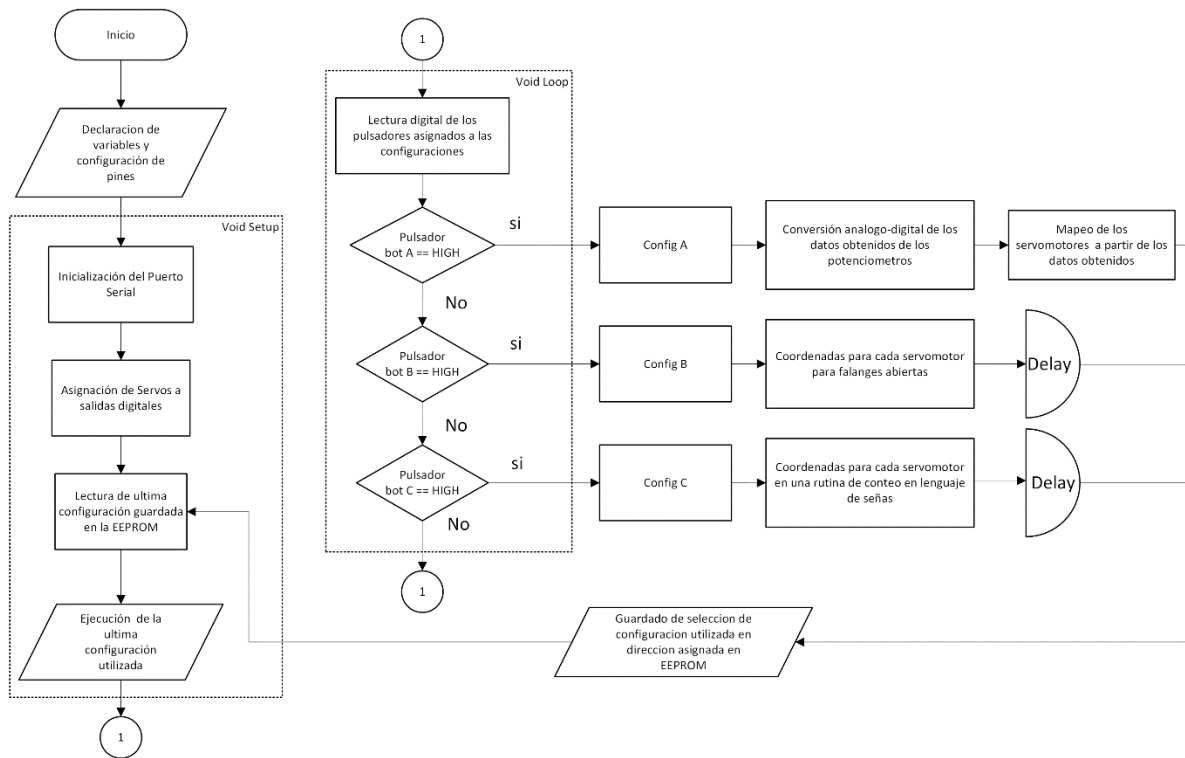 Inicio
Declaracion de
variables y
configuración de
pines
Void Setup
Inicialización del Puerto
Serial
Asignación de Servos a
salidas digitales
Lectura de ultima
configuración guardada
en la EEPROM
Ejecución de la
ultima
configuración
utilizada
1
1
Void Loop
Lectura digital de los
pulsadores asignados a las
configuraciones
Pulsador
bot A == HIGH
si
Config A
Conversión analogo-digital de los
datos obtenidos de los
potenciometros
Mapeo de los
servomotores a partir de los
datos obtenidos
No
Pulsador
bot B == HIGH
si
Config B
Coordenadas para cada servomotor
para falanges abiertas
Delay
No
Pulsador
bot C == HIGH
si
Config C
Coordenadas para cada servomotor
en una rutina de conteo en lenguaje
de señas
Delay
No
1
Guardado de seleccion de
configuracion utilizada en
direccion asignada en
EEPROM